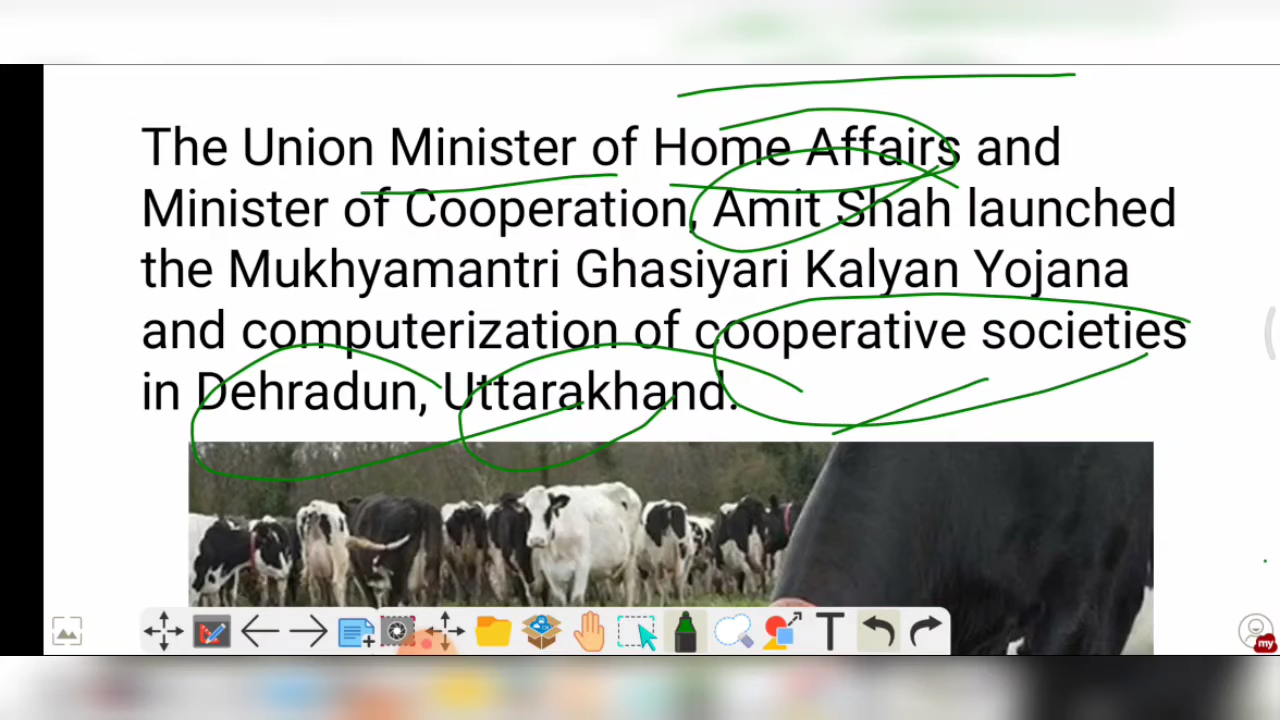 The Union Minister of Home Affairs and
Minister of Cooperation, Amit Shah launched
the Mukhyamantri Ghasiyari Kalyan Yojana
and computerization of cooperative societies
in Dehradun, Uttarakhand.
T
my